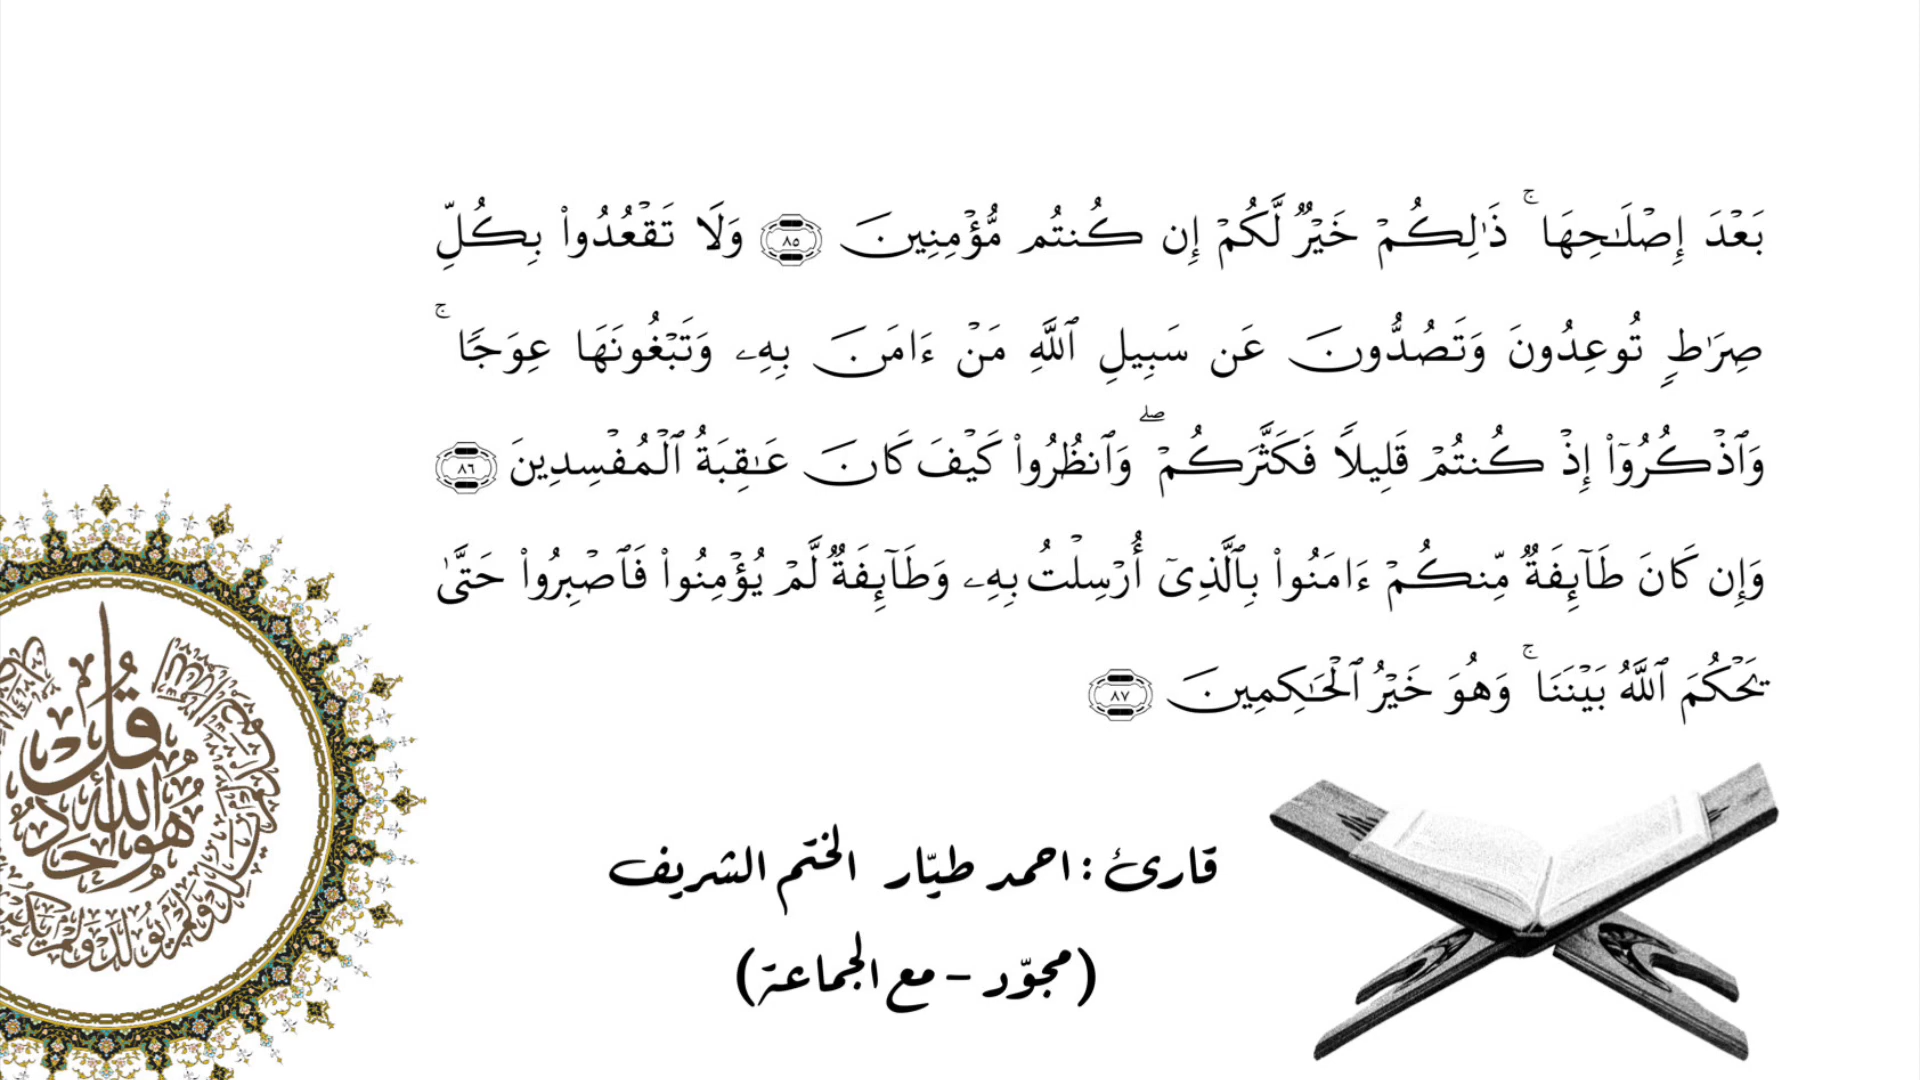 بَعْدَ إِصْلَـٰحِهَا ۚ ذَٰلِكُمْ خَيْرٌ لَّكُمْ إِن كُنتُم مُّؤْمِنِينَ ٨٥ وَلَا تَقْعُدُوا۟ بِكُلِّ
صِرَٰطٍ تُوعِدُونَ وَتَصُدُّونَ عَن سَبِيلِ ٱللَّهِ مَنْ ءَامَنَ بِهِۦ وَتَبْغُونَهَا عِوَجًا ۚ
وَٱذْكُرُوٓا۟ إِذْ كُنتُمْ قَلِيلًا فَكَثَّرَكُمْ ۖ وَٱنظُرُوا۟ كَيْفَ كَانَ عَـٰقِبَةُ ٱلْمُفْسِدِينَ ٨٦
وَإِن كَانَ طَآئِفَةٌ مِّنكُمْ ءَامَنُوا۟ بِٱلَّذِىٓ أُرْسِلْتُ بِهِۦ وَطَآئِفَةٌ لَّمْ يُؤْمِنُوا۟ فَٱصْبِرُوا۟ حَتَّىٰ
يَحْكُمَ ٱللَّهُ بَيْنَنَا ۚ وَهُوَ خَيْرُ ٱلْحَـٰكِمِينَ ٨٧
قارئ : احمد طيّار الختم الشريف
(مجوّد - مع الجماعة)
قُلْ
هُوَ اللهُ أَحَدٌ